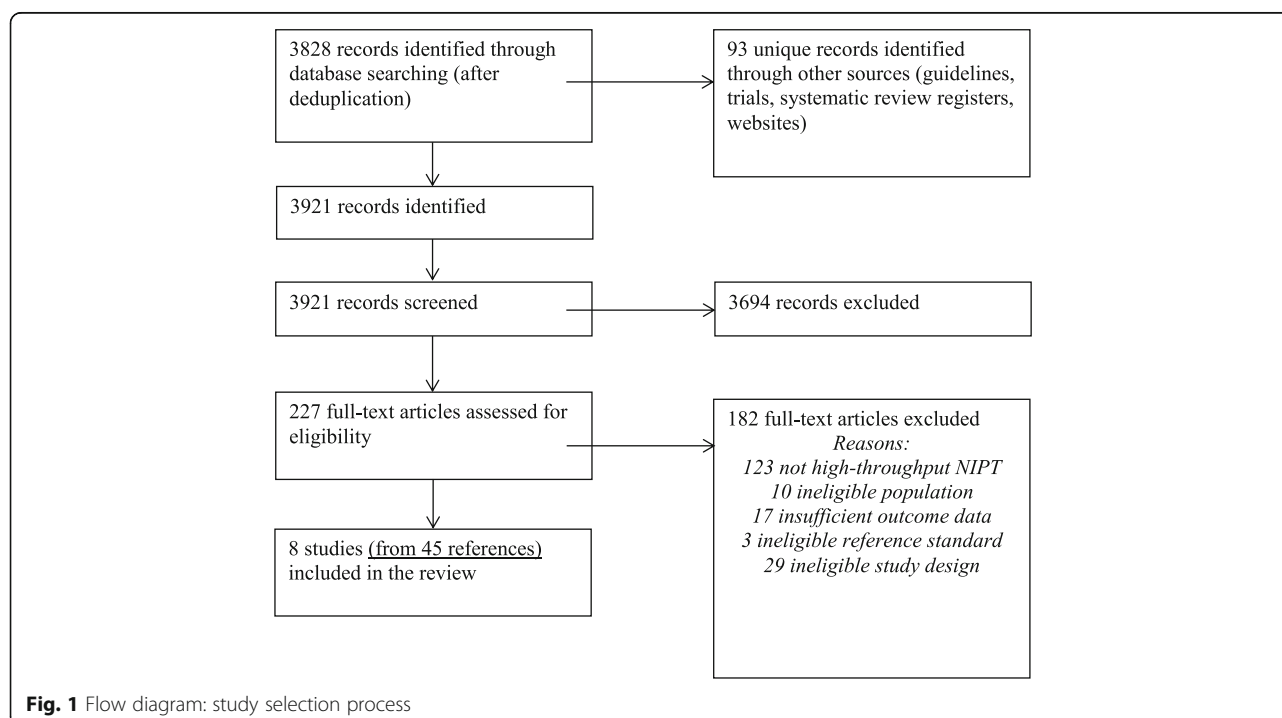 3828 records identified through
database searching (after
deduplication)
93 unique records identified
through other sources (guidelines,
trials, systematic review registers,
websites)
3921 records identified
3921 records screened
3694 records excluded
227 full-text articles assessed for
eligibility
182 full-text articles excluded
Reasons:
123 not high-throughput NIPT
10 ineligible population
17 insufficient outcome data
3 ineligible reference standard
29 ineligible study design
8 studies (from 45 references)
included in the review
Fig. 1 Flow diagram: study selection process